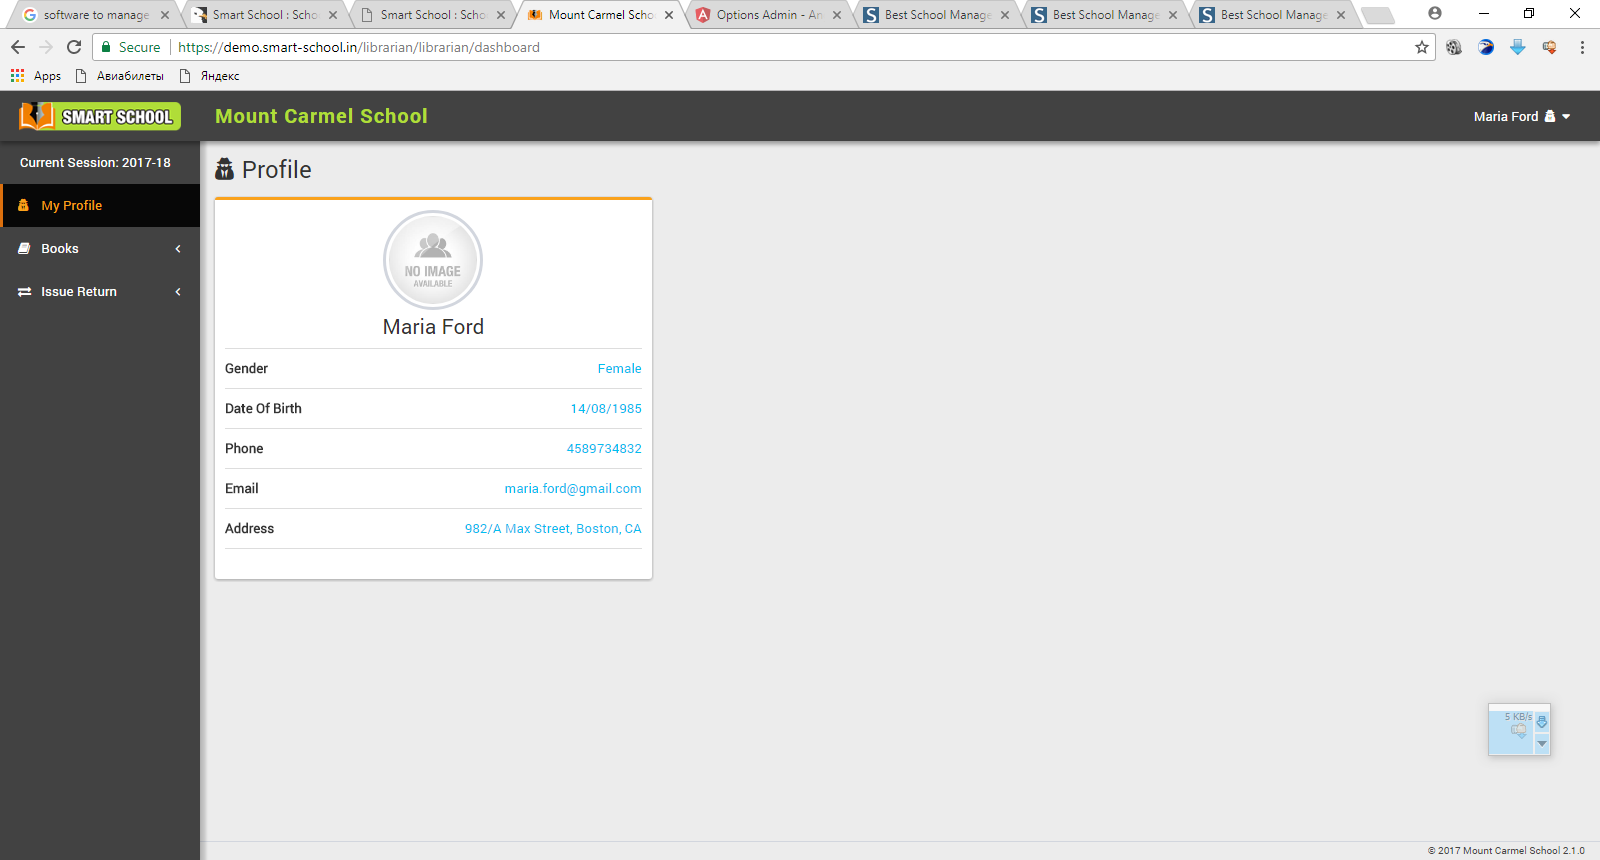 software to manage
Smart School : Scho
Smart School : Scho
Mount Carmel Scho
Options Admin - An
Best School Manage
Best School Manage
Best School Manage
Secure
https://demo.smart-school.in/librarian/librarian/dashboard
Apps
Авиабилеты
Яндекс
SMART SCHOOL
Mount Carmel School
Maria Ford
Current Session: 2017-18
My Profile
Books
Issue Return
Profile
NO IMAGE
AVAILABLE
Maria Ford
Gender Female
Date Of Birth 14/08/1985
Phone 4589734832
Email maria.ford@gmail.com
Address 982/A Max Street, Boston, CA
5 KB/s
© 2017 Mount Carmel School 2.1.0